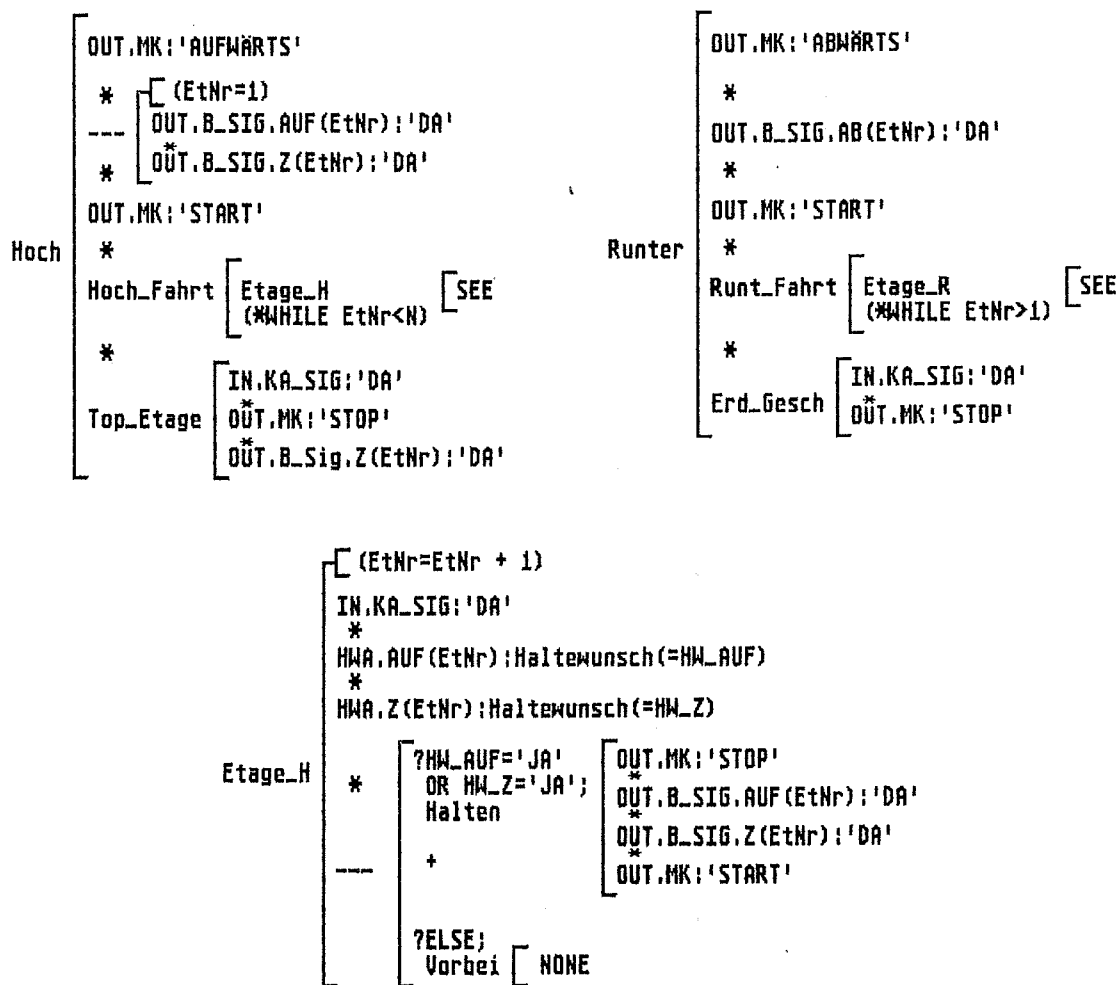 OUT.MK:'AUFWÄRTS'
* (EtNr=1)
--- OUT.B_SIG.AUF(EtNr):'DA'
*
* OUT.B_SIG.Z(EtNr):'DA'
OUT.MK:'START'
Hoch *
Hoch_Fahrt Etage_H SEE
(*WHILE EtNr<N)
*
IN.KA_SIG:'DA'
*
Top_Etage OUT.MK:'STOP'
*
OUT.B_Sig.Z(EtNr):'DA'
OUT.MK:'ABWÄRTS'
*
OUT.B_SIG.AB(EtNr):'DA'
*
OUT.MK:'START'
Runter *
Runt_Fahrt Etage_R SEE
(*WHILE EtNr>1)
*
IN.KA_SIG:'DA'
*
Erd_Gesch OUT.MK:'STOP'
(EtNr=EtNr + 1)
IN.KA_SIG:'DA'
*
HWA.AUF(EtNr):Haltewunsch(=HW_AUF)
*
HWA.Z(EtNr):Haltewunsch(=HW_Z)
?HW_AUF='JA' OUT.MK:'STOP'
Etage_H * OR HW_Z='JA'; *
Halten OUT.B_SIG.AUF(EtNr):'DA'
*
OUT.B_SIG.Z(EtNr):'DA'
*
--- + OUT.MK:'START'
?ELSE;
Vorbei NONE